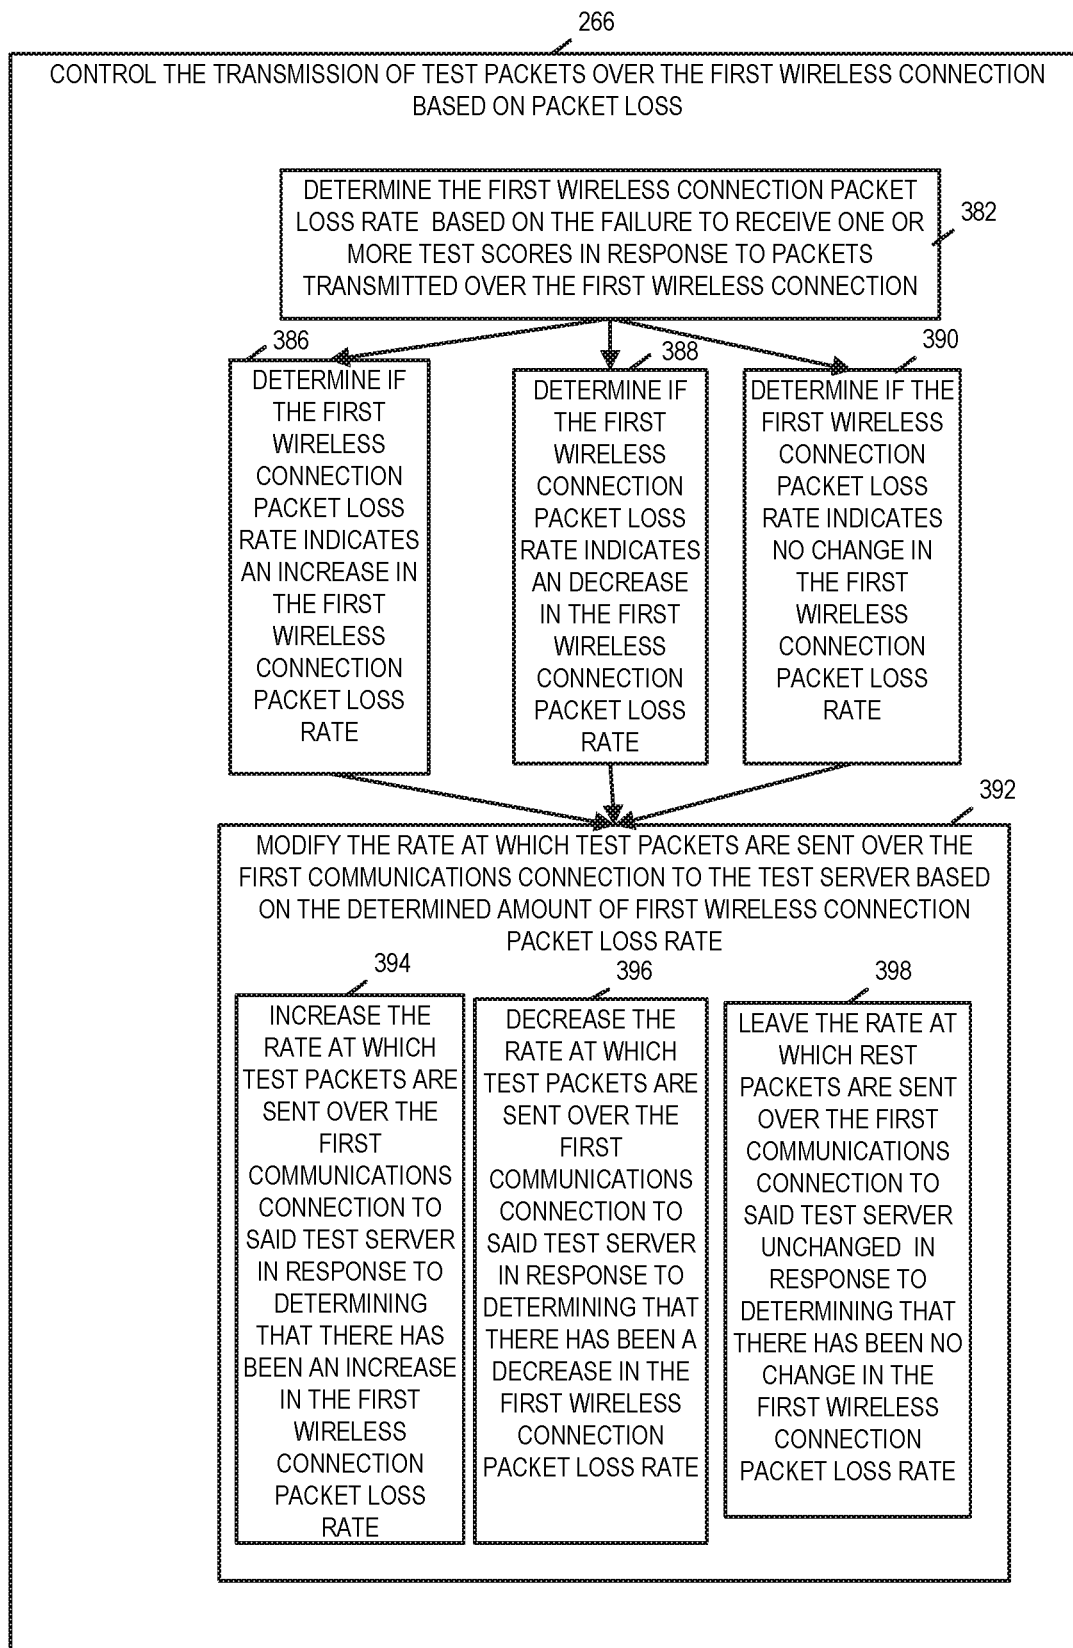 266
CONTROL THE TRANSMISSION OF TEST PACKETS OVER THE FIRST WIRELESS CONNECTION
BASED ON PACKET LOSS
DETERMINE THE FIRST WIRELESS CONNECTION PACKET
LOSS RATE BASED ON THE FAILURE TO RECEIVE ONE OR
MORE TEST SCORES IN RESPONSE TO PACKETS
TRANSMITTED OVER THE FIRST WIRELESS CONNECTION
382
386
DETERMINE IF
THE FIRST
WIRELESS
CONNECTION
PACKET LOSS
RATE INDICATES
AN INCREASE IN
THE FIRST
WIRELESS
CONNECTION
PACKET LOSS
RATE
388
DETERMINE IF
THE FIRST
WIRELESS
CONNECTION
PACKET LOSS
RATE INDICATES
AN DECREASE
IN THE FIRST
WIRELESS
CONNECTION
PACKET LOSS
RATE
390
DETERMINE IF THE
FIRST WIRELESS
CONNECTION
PACKET LOSS
RATE INDICATES
NO CHANGE IN
THE FIRST
WIRELESS
CONNECTION
PACKET LOSS
RATE
392
MODIFY THE RATE AT WHICH TEST PACKETS ARE SENT OVER THE
FIRST COMMUNICATIONS CONNECTION TO THE TEST SERVER BASED
ON THE DETERMINED AMOUNT OF FIRST WIRELESS CONNECTION
PACKET LOSS RATE
394
INCREASE THE
RATE AT WHICH
TEST PACKETS ARE
SENT OVER THE
FIRST
COMMUNICATIONS
CONNECTION TO
SAID TEST SERVER
IN RESPONSE TO
DETERMINING
THAT THERE HAS
BEEN AN INCREASE
IN THE FIRST
WIRELESS
CONNECTION
PACKET LOSS
RATE
396
DECREASE THE
RATE AT WHICH
TEST PACKETS ARE
SENT OVER THE
FIRST
COMMUNICATIONS
CONNECTION TO
SAID TEST SERVER
IN RESPONSE TO
DETERMINING THAT
THERE HAS BEEN A
DECREASE IN THE
FIRST WIRELESS
CONNECTION
PACKET LOSS RATE
398
LEAVE THE RATE AT
WHICH REST
PACKETS ARE SENT
OVER THE FIRST
COMMUNICATIONS
CONNECTION TO
SAID TEST SERVER
UNCHANGED IN
RESPONSE TO
DETERMINING THAT
THERE HAS BEEN NO
CHANGE IN THE
FIRST WIRELESS
CONNECTION
PACKET LOSS RATE